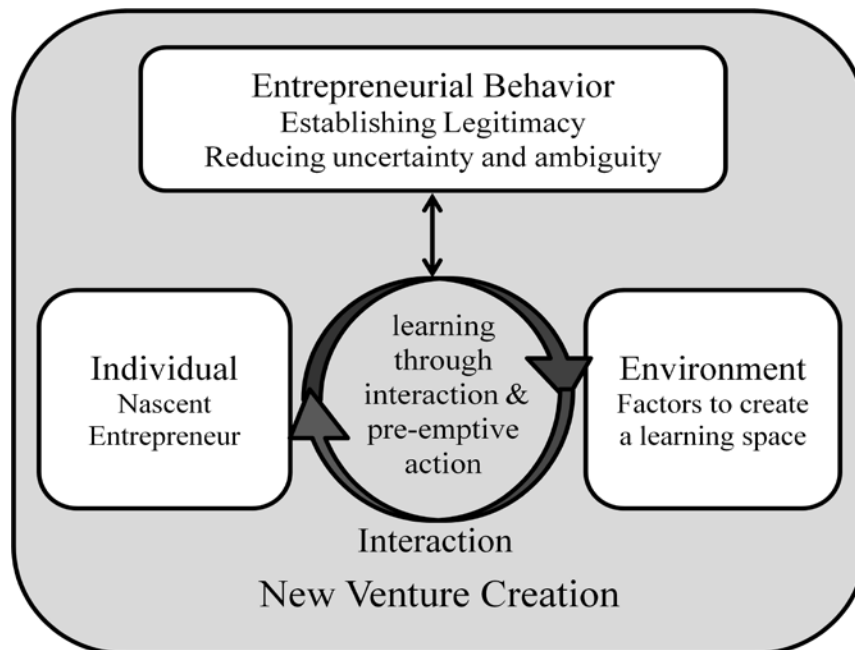 Entrepreneurial Behavior
Establishing Legitimacy
Reducing uncertainty and ambiguity
Individual
Nascent
Entrepreneur
learning
through
interaction &
pre-emptive
action
Environment
Factors to create
a learning space
Interaction
New Venture Creation